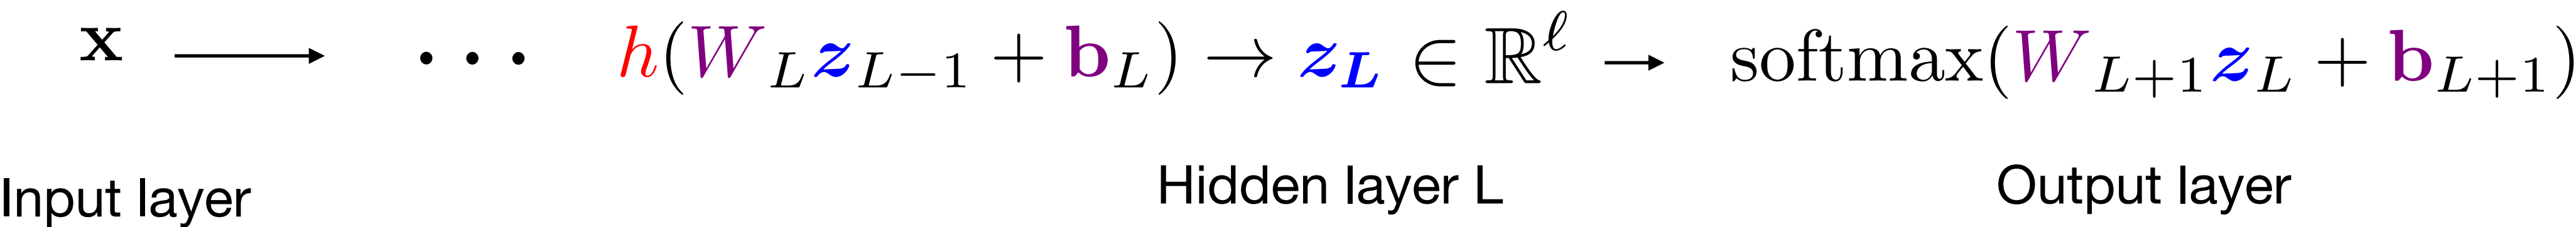 x ⟶ • • • h(W_L z_{L−1} + b_L) → z_L ∈ ℝ^ℓ → softmax(W_{L+1} z_L + b_{L+1})
Input layer Hidden layer L Output layer